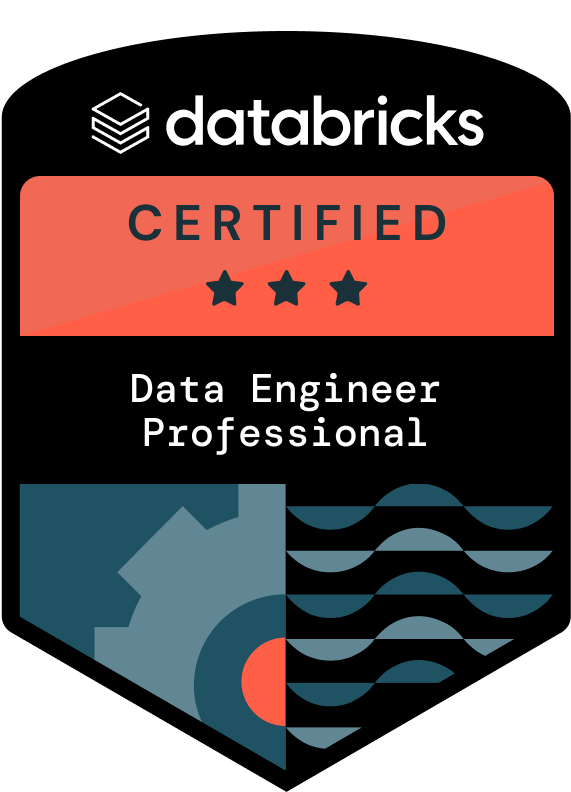 databricks
CERTIFIED
Data Engineer
Professional